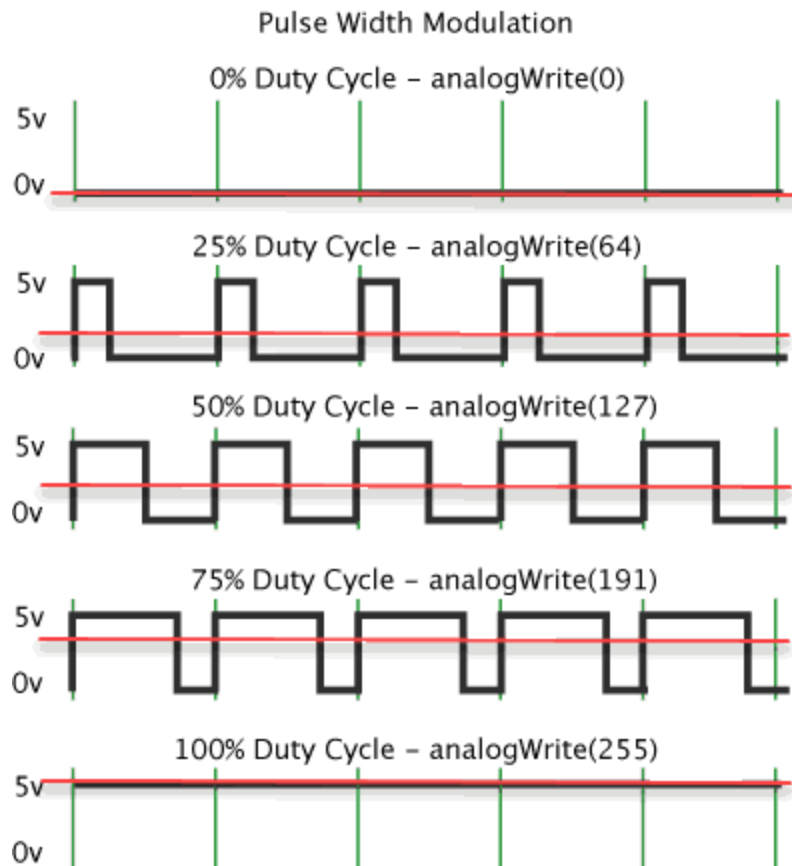 Pulse Width Modulation
0% Duty Cycle – analogWrite(0)
5v
0v
25% Duty Cycle – analogWrite(64)
5v
0v
50% Duty Cycle – analogWrite(127)
5v
0v
75% Duty Cycle – analogWrite(191)
5v
0v
100% Duty Cycle – analogWrite(255)
5v
0v